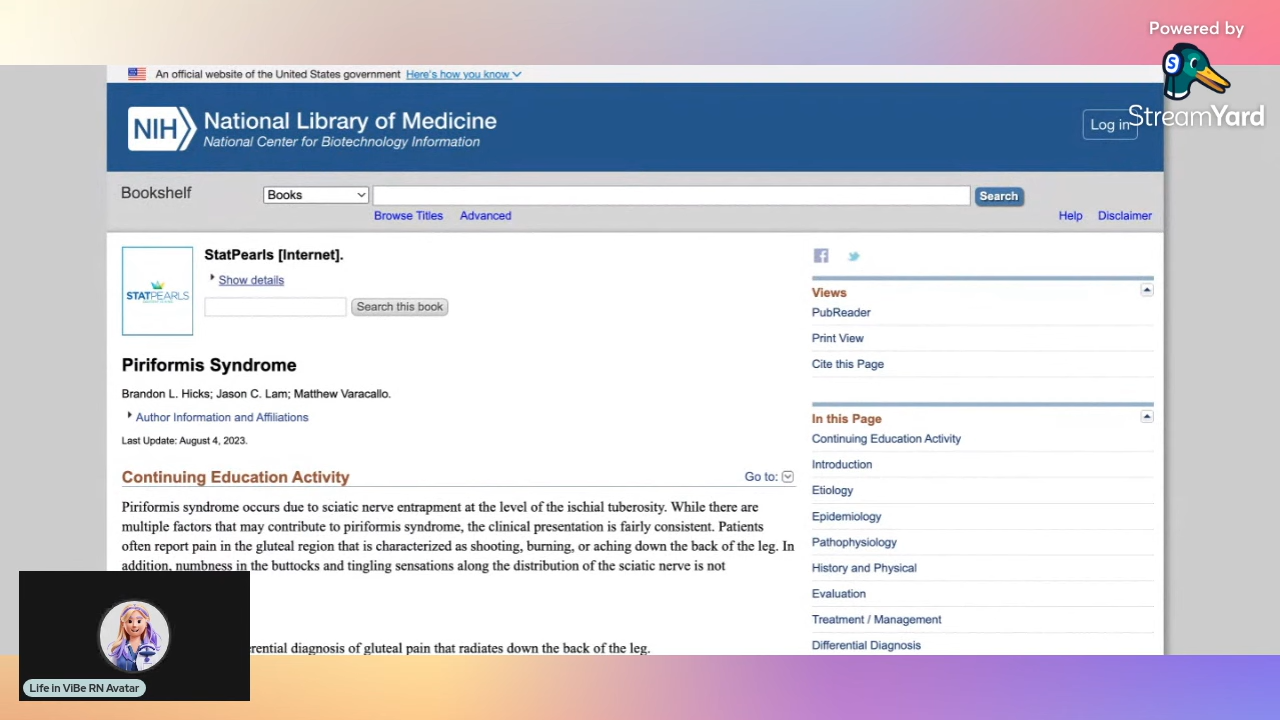 Powered by
StreamYard
An official website of the United States government Here's how you know
NIH National Library of Medicine
National Center for Biotechnology Information
Log in
Bookshelf
Books
Search
Browse Titles Advanced
Help Disclaimer
STATPEARLS
StatPearls [Internet].
Show details
Search this book
Piriformis Syndrome
Brandon L. Hicks; Jason C. Lam; Matthew Varacallo.
Author Information and Affiliations
Last Update: August 4, 2023.
Continuing Education Activity
Go to:
Piriformis syndrome occurs due to sciatic nerve entrapment at the level of the ischial tuberosity. While there are
multiple factors that may contribute to piriformis syndrome, the clinical presentation is fairly consistent. Patients
often report pain in the gluteal region that is characterized as shooting, burning, or aching down the back of the leg. In
addition, numbness in the buttocks and tingling sensations along the distribution of the sciatic nerve is not
diagnosis of gluteal pain that radiates down the back of the leg.
Views
PubReader
Print View
Cite this Page
In this Page
Continuing Education Activity
Introduction
Etiology
Epidemiology
Pathophysiology
History and Physical
Evaluation
Treatment / Management
Differential Diagnosis
Life in ViBe RN Avatar